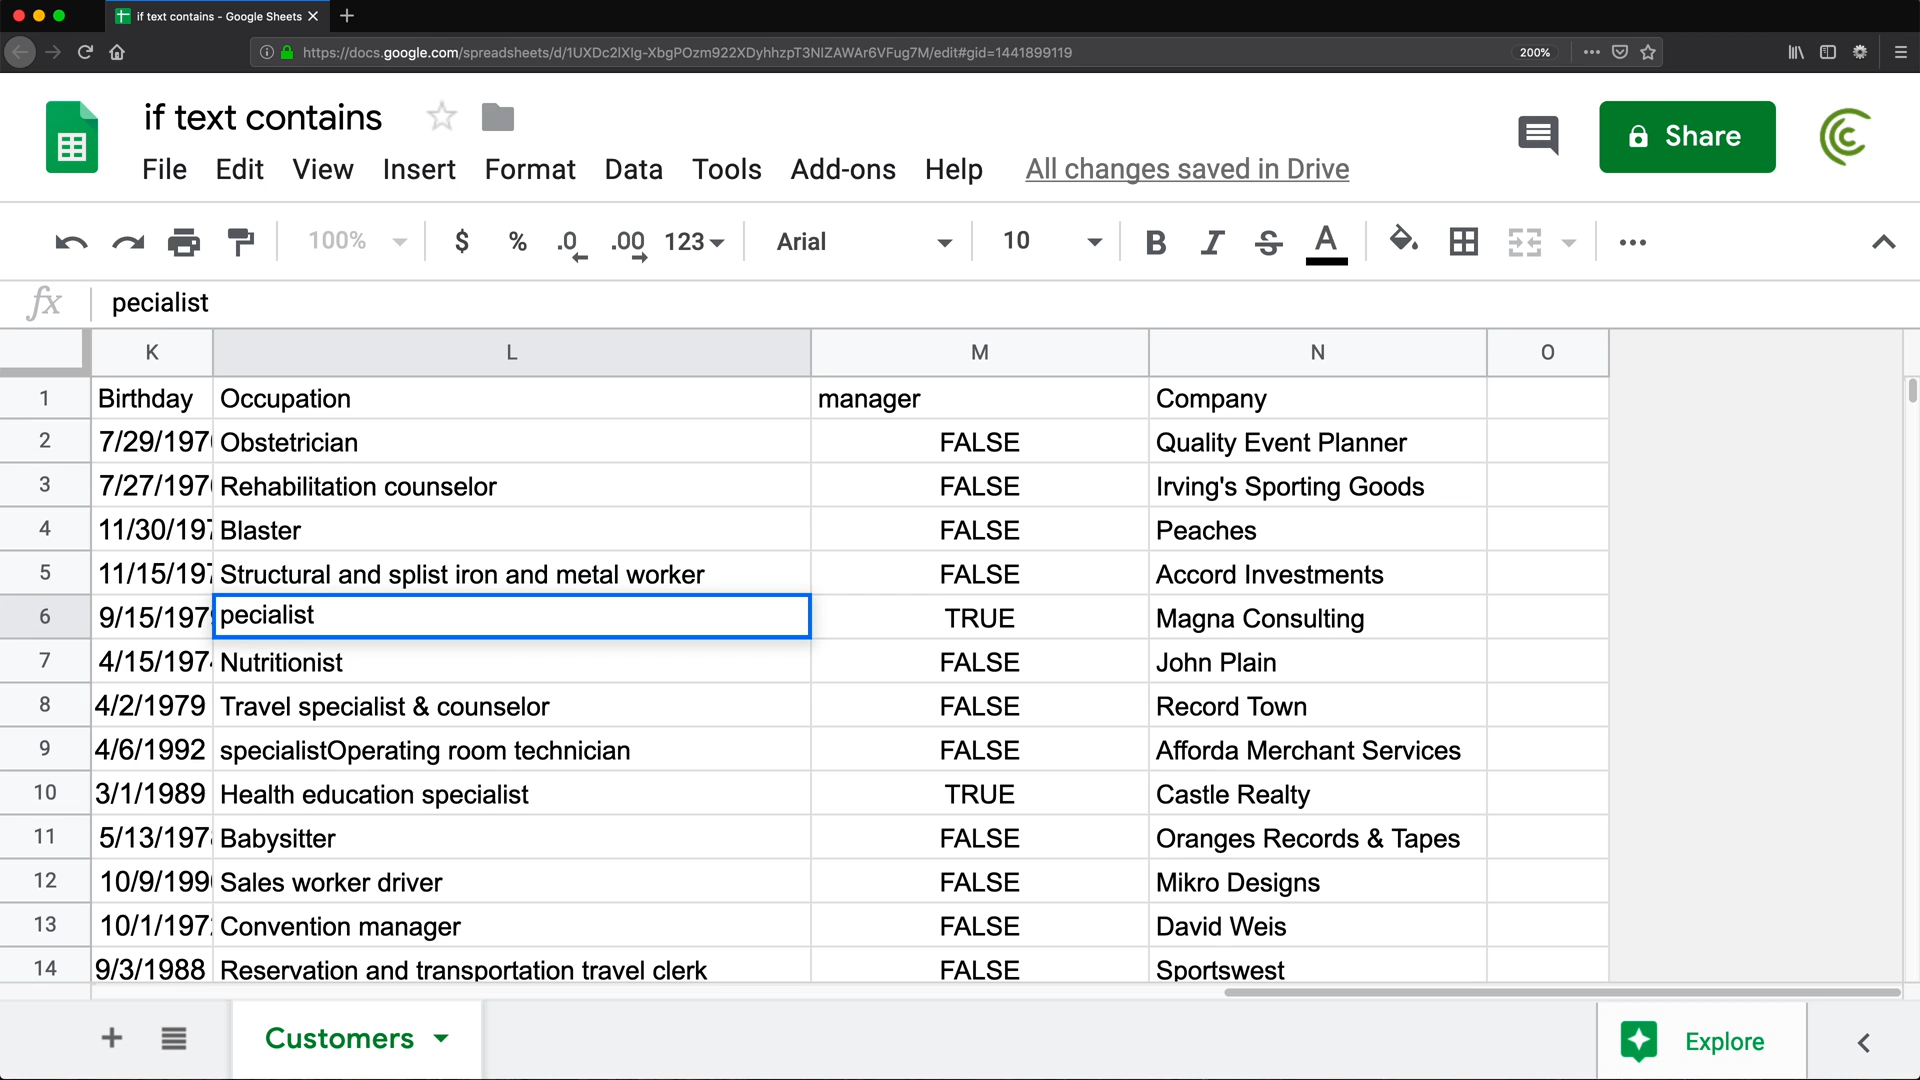 if text contains - Google Sheets
https://docs.google.com/spreadsheets/d/1UXDc2lXIg-XbgPOzm922XDyhhzpT3NIZAWAr6VFug7M/edit#gid=1441899119 200%
if text contains
File Edit View Insert Format Data Tools Add-ons Help All changes saved in Drive
Share
100% $ % .0 .00 123 Arial 10 B I S A
fx pecialist
K L M N O
1 Birthday Occupation manager Company
2 7/29/197 Obstetrician FALSE Quality Event Planner
3 7/27/197 Rehabilitation counselor FALSE Irving's Sporting Goods
4 11/30/197 Blaster FALSE Peaches
5 11/15/197 Structural and splist iron and metal worker FALSE Accord Investments
6 9/15/197 pecialist TRUE Magna Consulting
7 4/15/197 Nutritionist FALSE John Plain
8 4/2/1979 Travel specialist & counselor FALSE Record Town
9 4/6/1992 specialistOperating room technician FALSE Afforda Merchant Services
10 3/1/1989 Health education specialist TRUE Castle Realty
11 5/13/197 Babysitter FALSE Oranges Records & Tapes
12 10/9/199 Sales worker driver FALSE Mikro Designs
13 10/1/197 Convention manager FALSE David Weis
14 9/3/1988 Reservation and transportation travel clerk FALSE Sportswest
Customers
Explore